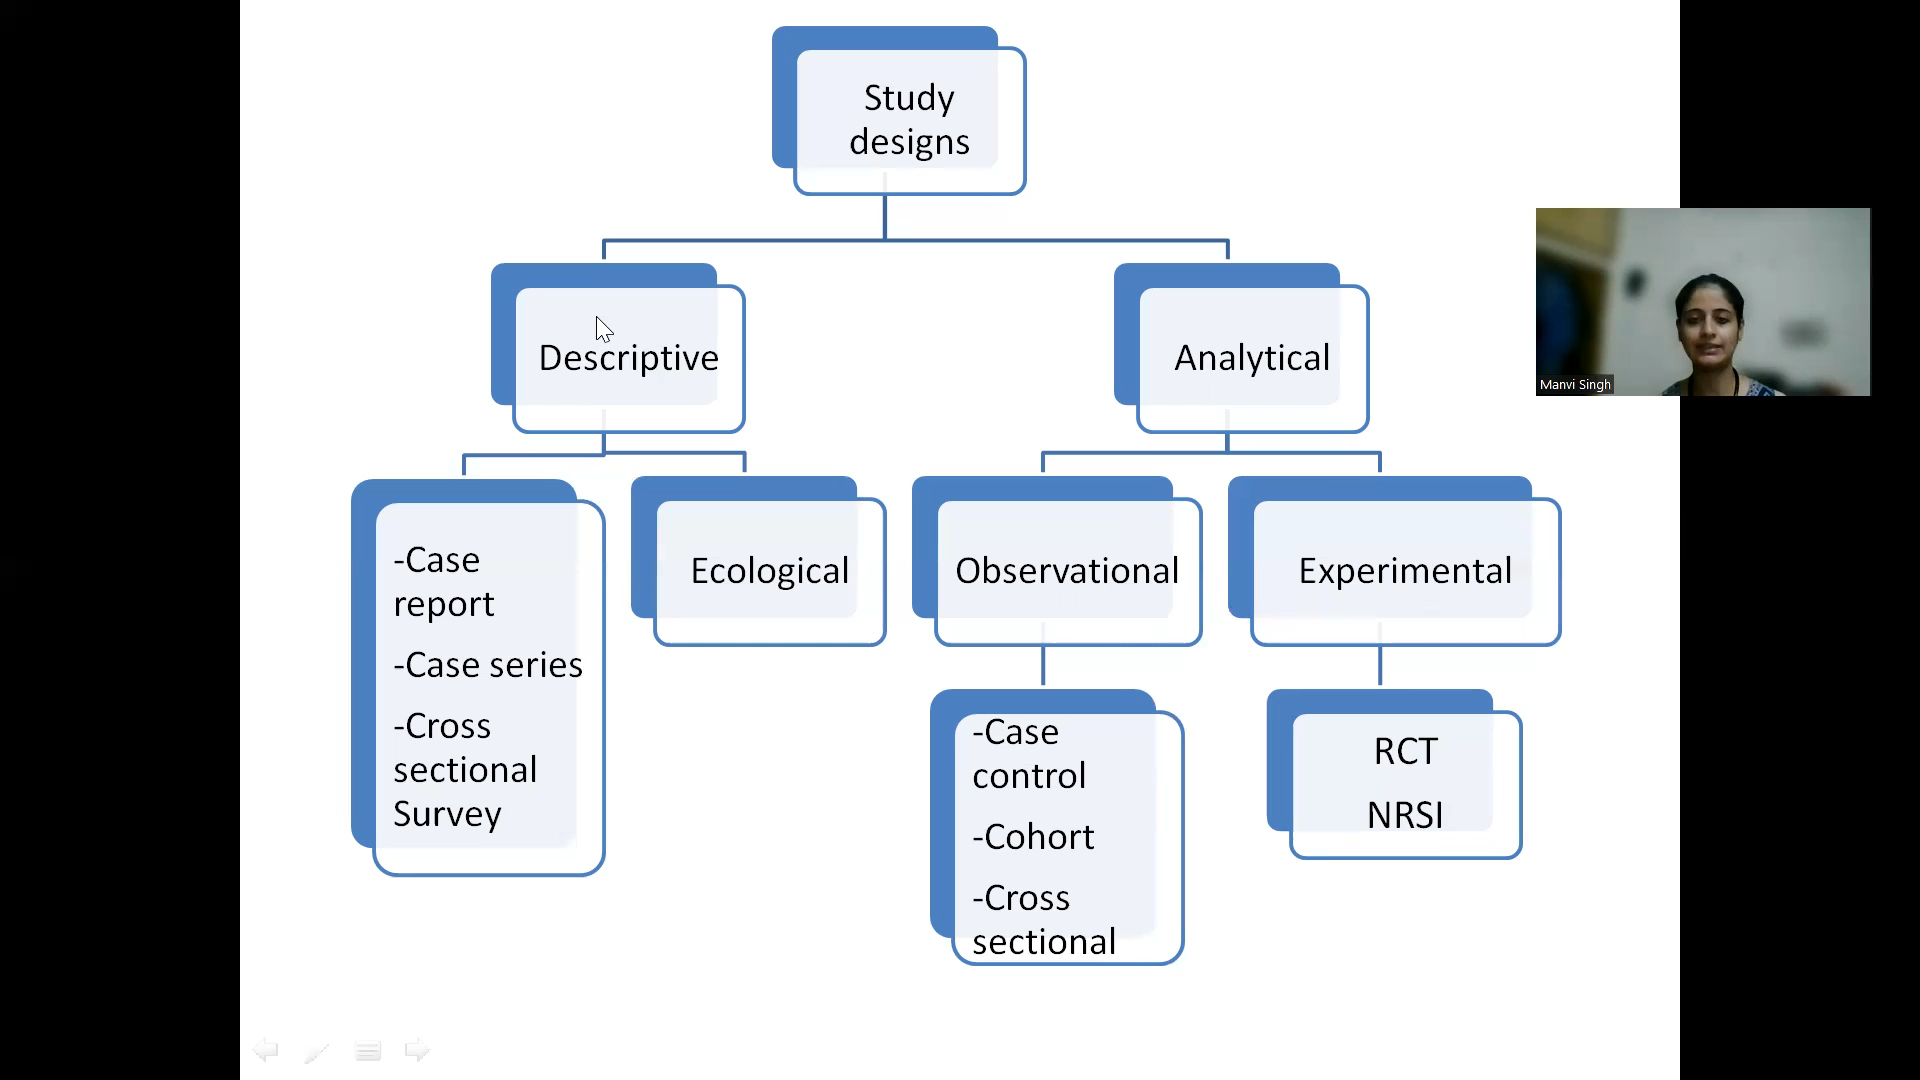 Study
designs
Descriptive
Analytical
-Case
report
-Case series
-Cross
sectional
Survey
Ecological
Observational
Experimental
-Case
control
-Cohort
-Cross
sectional
RCT
NRSI
Manvi Singh